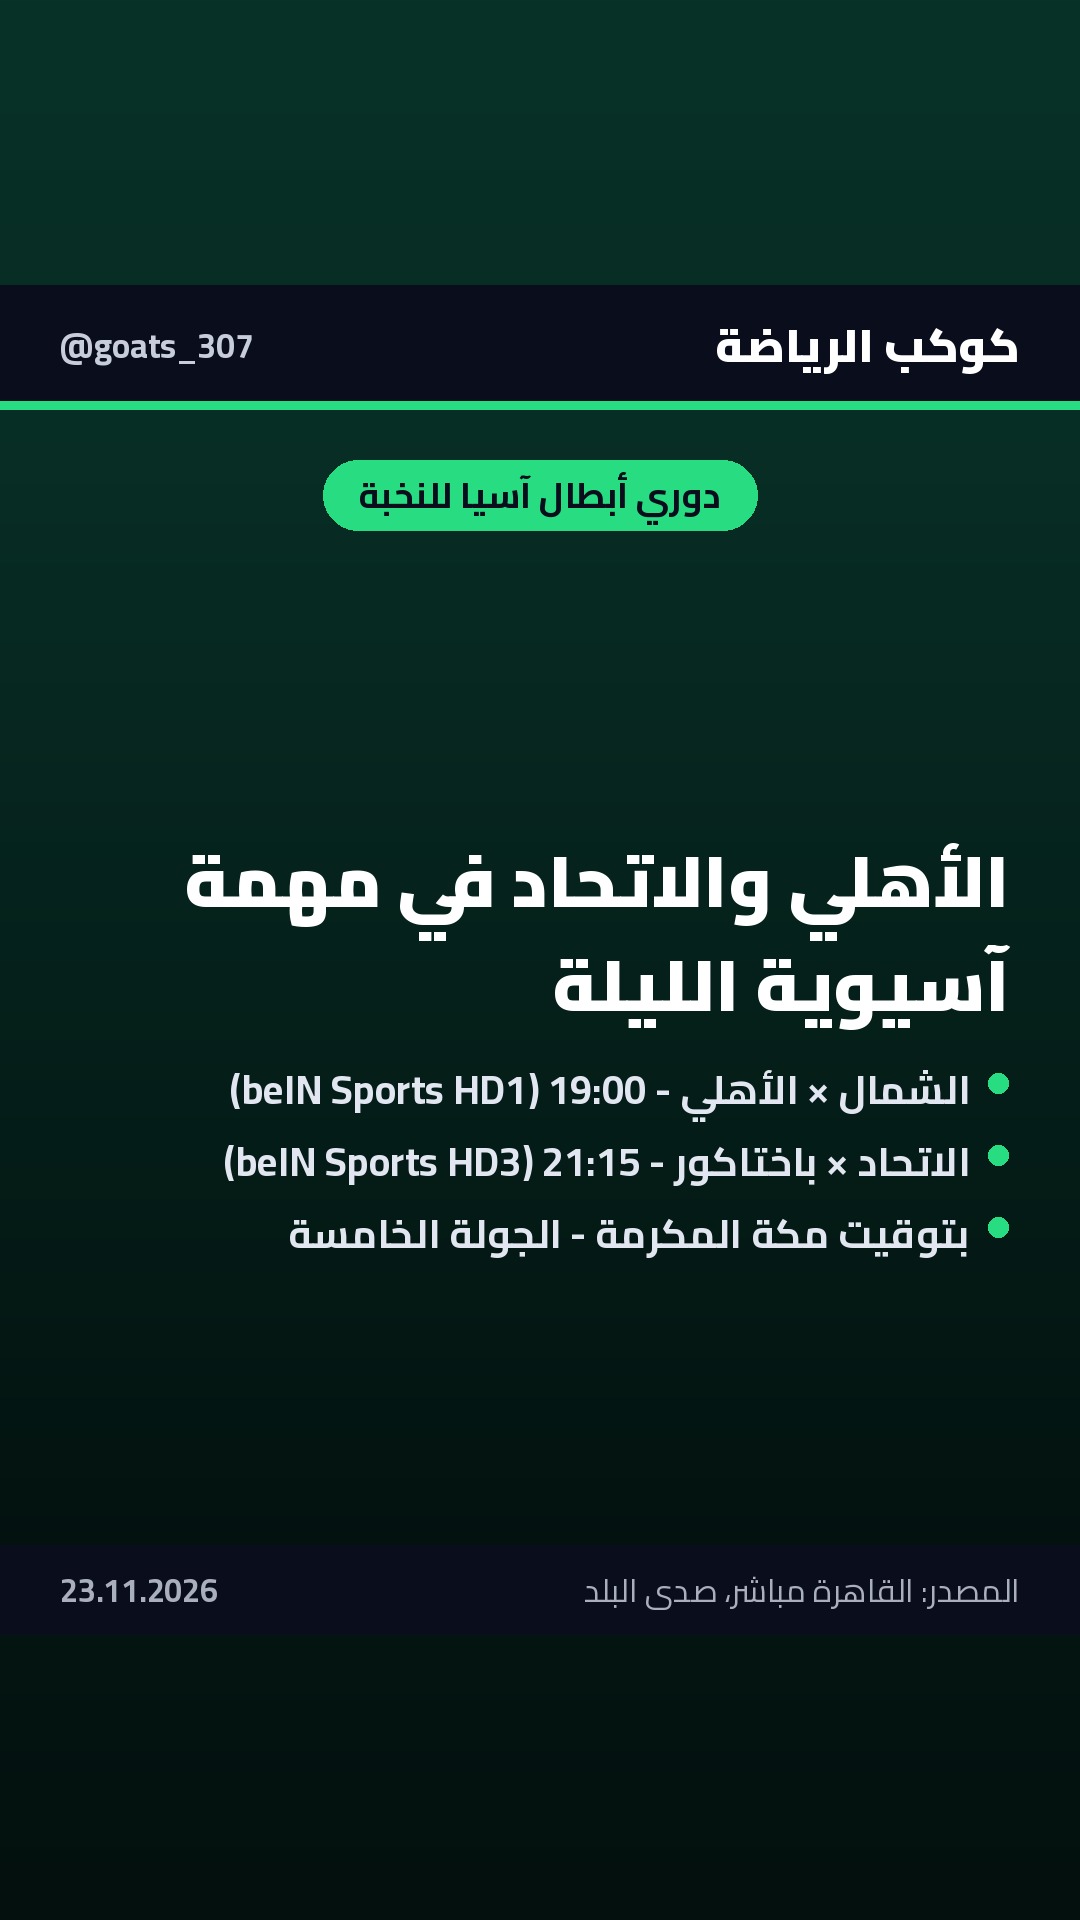 كوكب الرياضة
@goats_307
دوري أبطال آسيا للنخبة
الأهلي والاتحاد في مهمة
آسيوية الليلة
الشمال × الأهلي - 19:00 (beIN Sports HD1)
الاتحاد × باختاكور - 21:15 (beIN Sports HD3)
بتوقيت مكة المكرمة - الجولة الخامسة
المصدر: القاهرة مباشر، صدى البلد
23.11.2026